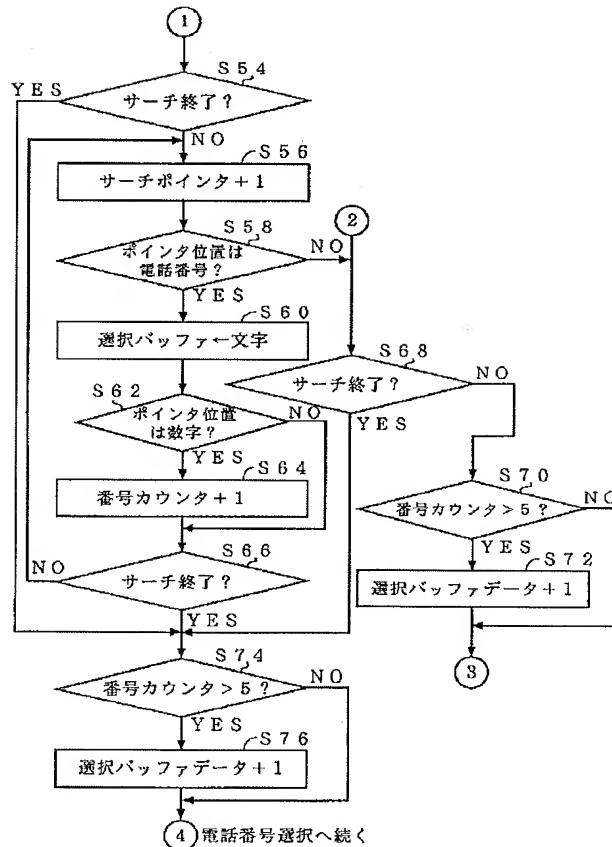 1
S54
YES
サーチ終了?
NO
S56
サーチポインタ+1
2
S58
ポインタ位置は
電話番号?
NO
YES
S60
選択バッファ←文字
S68
サーチ終了?
NO
YES
S62
ポインタ位置
は数字?
NO
YES
S64
番号カウンタ+1
S70
番号カウンタ>5?
NO
YES
S66
NO
サーチ終了?
YES
S72
選択バッファデータ+1
3
S74
番号カウンタ>5?
NO
YES
S76
選択バッファデータ+1
4 電話番号選択へ続く